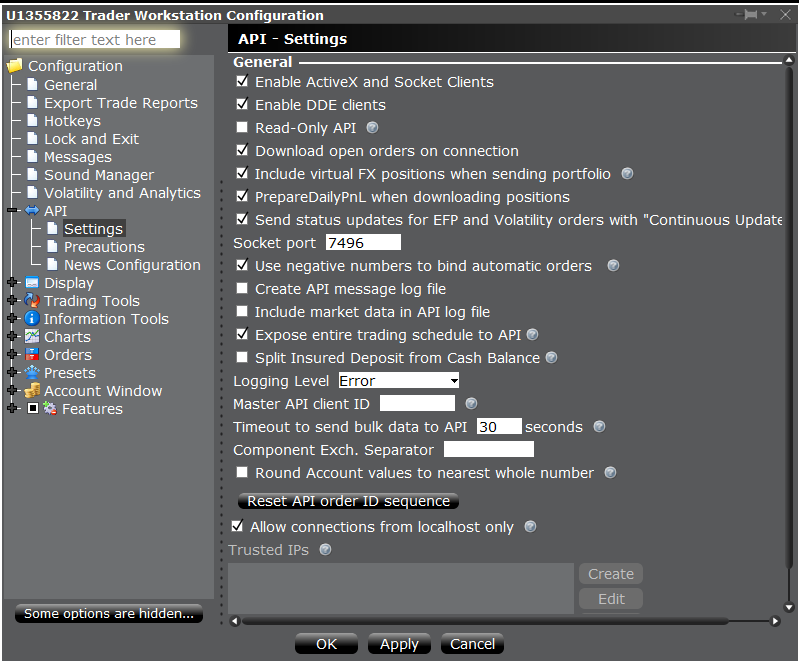 U1355822 Trader Workstation Configuration
enter filter text here
Configuration
General
Export Trade Reports
Hotkeys
Lock and Exit
Messages
Sound Manager
Volatility and Analytics
API
Settings
Precautions
News Configuration
Display
Trading Tools
Information Tools
Charts
Orders
Presets
Account Window
Features
Some options are hidden...
API - Settings
General
Enable ActiveX and Socket Clients
Enable DDE clients
Read-Only API
Download open orders on connection
Include virtual FX positions when sending portfolio
PrepareDailyPnL when downloading positions
Send status updates for EFP and Volatility orders with "Continuous Update
Socket port 7496
Use negative numbers to bind automatic orders
Create API message log file
Include market data in API log file
Expose entire trading schedule to API
Split Insured Deposit from Cash Balance
Logging Level Error
Master API client ID
Timeout to send bulk data to API 30 seconds
Component Exch. Separator
Round Account values to nearest whole number
Reset API order ID sequence
Allow connections from localhost only
Trusted IPs
Create
Edit
OK Apply Cancel